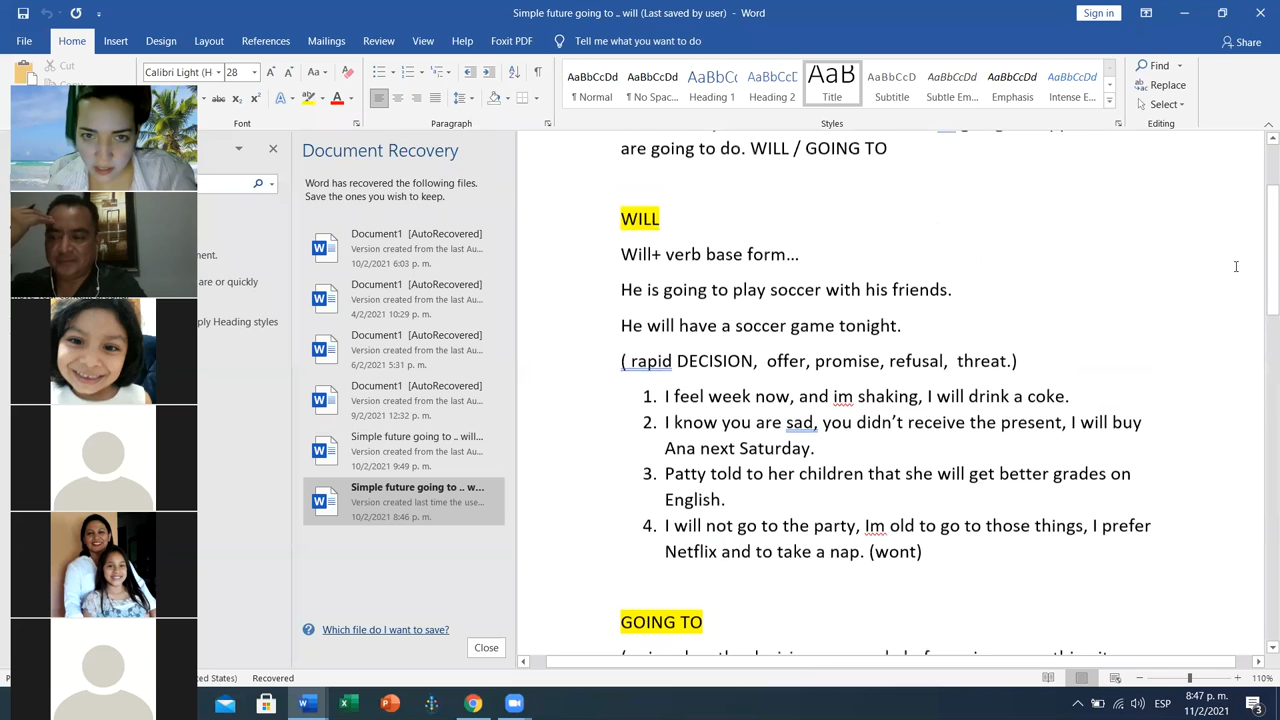 Simple future going to .. will (Last saved by user) - Word
Sign in
File Home Insert Design Layout References Mailings Review View Help Foxit PDF Tell me what you want to do Share
Cut
Copy
Calibri Light (H 28
AaBbCcDd AaBbCcDd AaBbC( AaBbCcC AaB AaBbCcDd AaBbCcDd AaBbCcDd AaBbCcDd
¶ Normal ¶ No Spac... Heading 1 Heading 2 Title Subtitle Subtle Em... Emphasis Intense E...
Find
Replace
Select
Font Paragraph Styles Editing
Document Recovery
Word has recovered the following files.
Save the ones you wish to keep.
Document1 [AutoRecovered]
Version created from the last Au...
10/2/2021 6:03 p. m.
Document1 [AutoRecovered]
Version created from the last Au...
4/2/2021 10:29 p. m.
Document1 [AutoRecovered]
Version created from the last Au...
6/2/2021 5:31 p. m.
Document1 [AutoRecovered]
Version created from the last Au...
9/2/2021 12:32 p. m.
Simple future going to .. will...
Version created from the last Au...
10/2/2021 9:49 p. m.
Simple future going to .. w...
Version created last time the use...
10/2/2021 8:46 p. m.
Which file do I want to save?
Close
are or quickly
Heading styles
are going to do. WILL / GOING TO
WILL
Will+ verb base form...
He is going to play soccer with his friends.
He will have a soccer game tonight.
( rapid DECISION, offer, promise, refusal, threat.)
1. I feel week now, and im shaking, I will drink a coke.
2. I know you are sad, you didn't receive the present, I will buy
Ana next Saturday.
3. Patty told to her children that she will get better grades on
English.
4. I will not go to the party, Im old to go to those things, I prefer
Netflix and to take a nap. (wont)
GOING TO
States) Recovered 110%
ESP 8:47 p. m.
11/2/2021
3